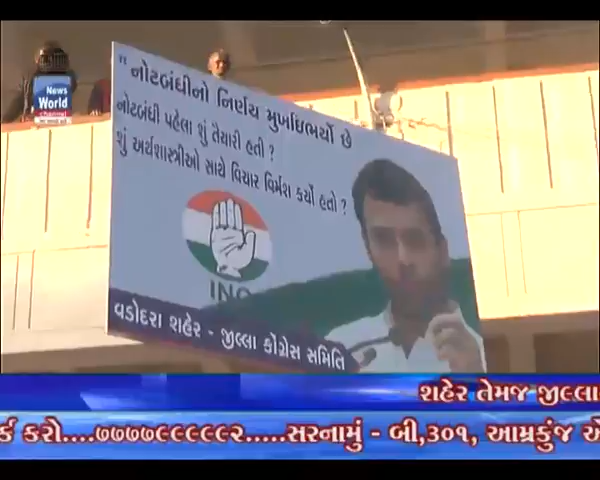 News
World
" નોટબંધીનો નિર્ણય મુર્ખાઇભર્યો છે
નોટબંધી પહેલા શું તૈયારી હતી ?
શું અર્થશાસ્ત્રીઓ સાથે વિચાર વિર્મશ કર્યો હતો ?
INC
વડોદરા શહેર - જીલ્લા કોંગ્રેસ સમિતિ
શહેર તેમજ જીલ્લા
ર્ક કરો....૭૭૭૭૯૯૯૯૯૨.....સરનામું - બી,૩૦૧, આમ્રકુંજ એ